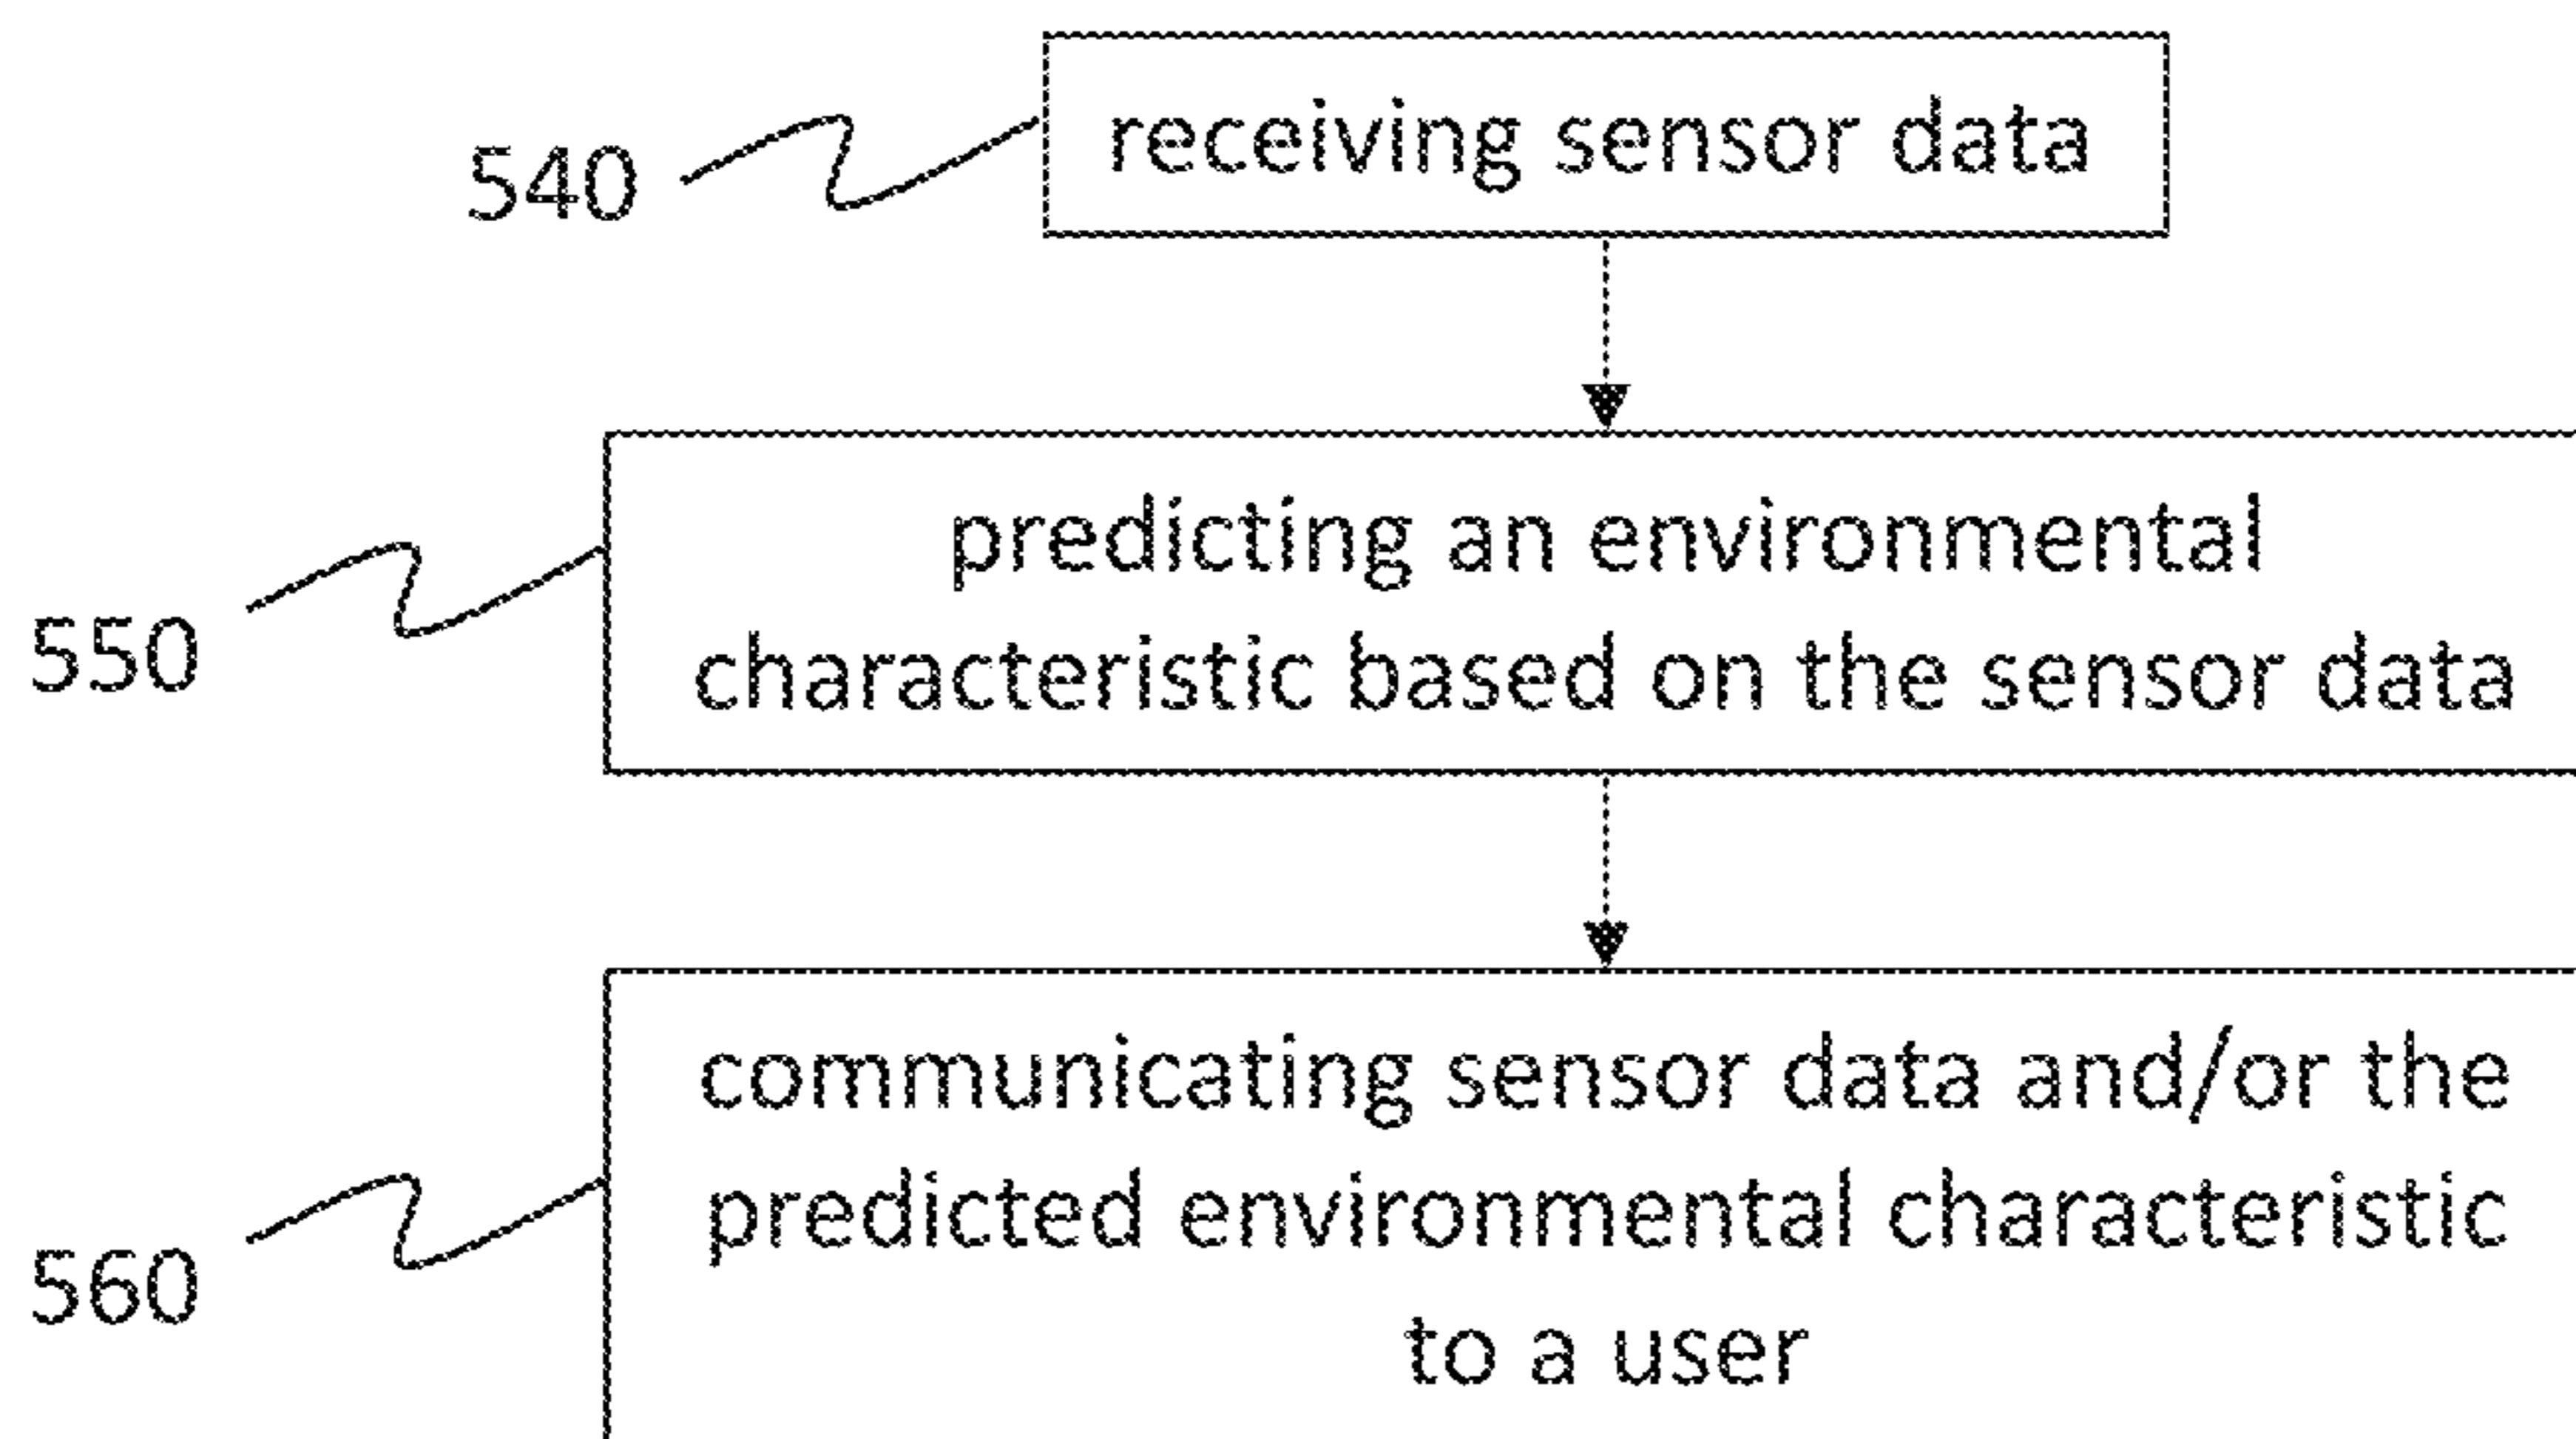 540
receiving sensor data
550
predicting an environmental
characteristic based on the sensor data
560
communicating sensor data and/or the
predicted environmental characteristic
to a user